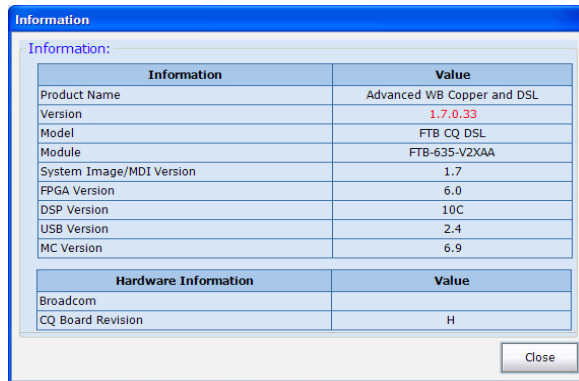 Information
Information:
Information Value
Product Name Advanced WB Copper and DSL
Version 1.7.0.33
Model FTB CQ DSL
Module FTB-635-V2XAA
System Image/MDI Version 1.7
FPGA Version 6.0
DSP Version 10C
USB Version 2.4
MC Version 6.9
Hardware Information Value
Broadcom
CQ Board Revision H
Close